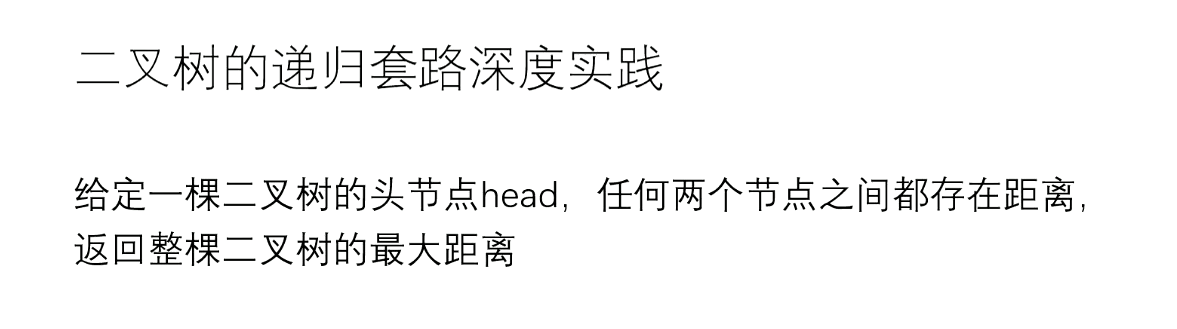 二叉树的递归套路深度实践
给定一棵二叉树的头节点head，任何两个节点之间都存在距离，
返回整棵二叉树的最大距离